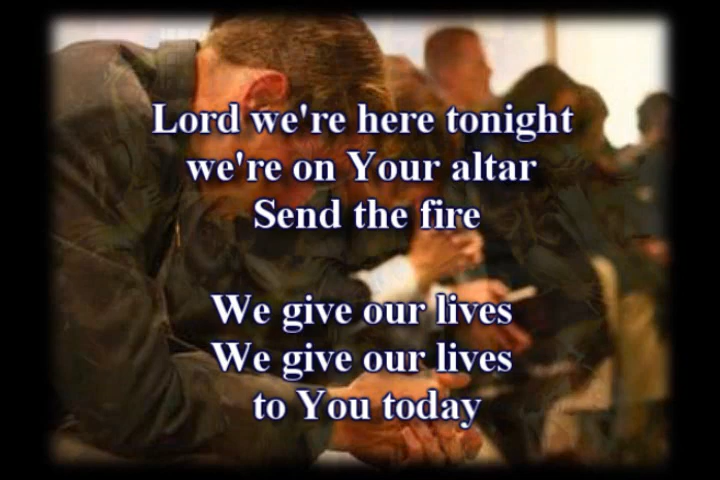 Lord we're here tonight
we're on Your altar
Send the fire
We give our lives
We give our lives
to You today